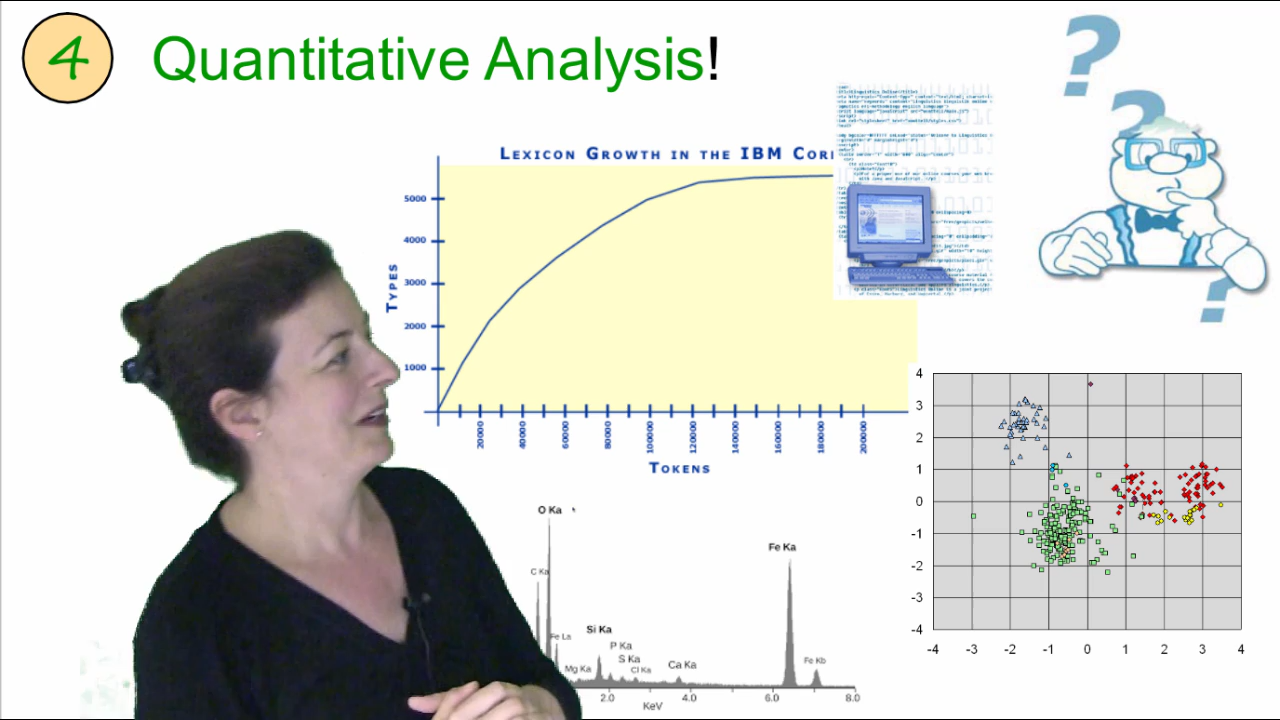 4 Quantitative Analysis!
?
?
?
LEXICON GROWTH IN THE IBM COR
5000
4000
3000
2000
1000
TYPES
20000 40000 60000 80000 100000 120000 140000 160000 180000 200000
TOKENS
4
3
2
1
0
-1
-2
-3
-4
-4 -3 -2 -1 0 1 2 3 4
O Ka
Fe Ka
C Ka
Si Ka
Fe La
P Ka
S Ka
Mg Ka
Cl Ka
Ca Ka
Fe Kb
2.0 4.0 6.0 8.0
KeV